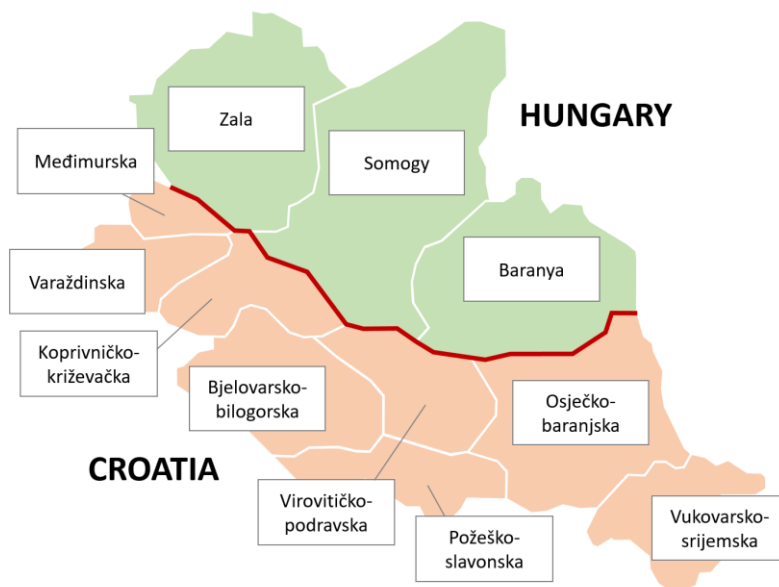 Zala
HUNGARY
Međimurska
Somogy
Baranya
Varaždinska
Koprivničko-
križevačka
Bjelovarsko-
bilogorska
Osječko-
baranjska
CROATIA
Virovitičko-
podravska
Požeško-
slavonska
Vukovarsko-
srijemska